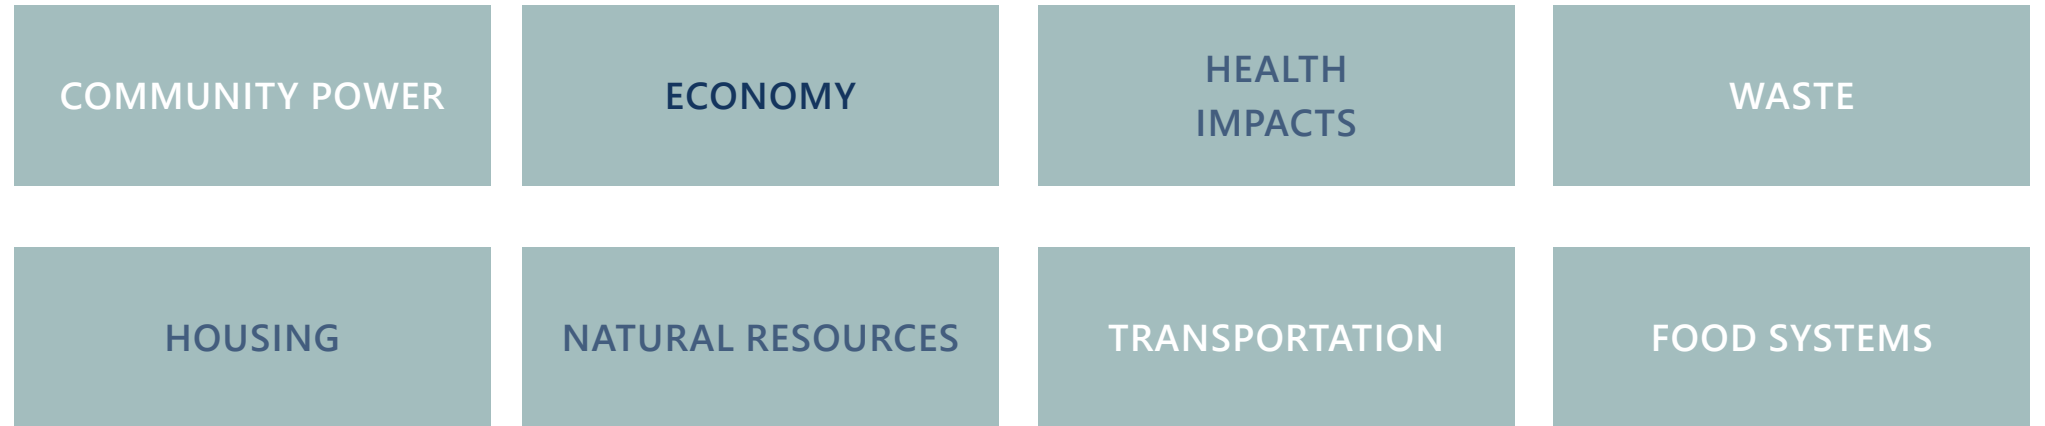 COMMUNITY POWER
ECONOMY
HEALTH
IMPACTS
WASTE
HOUSING
NATURAL RESOURCES
TRANSPORTATION
FOOD SYSTEMS